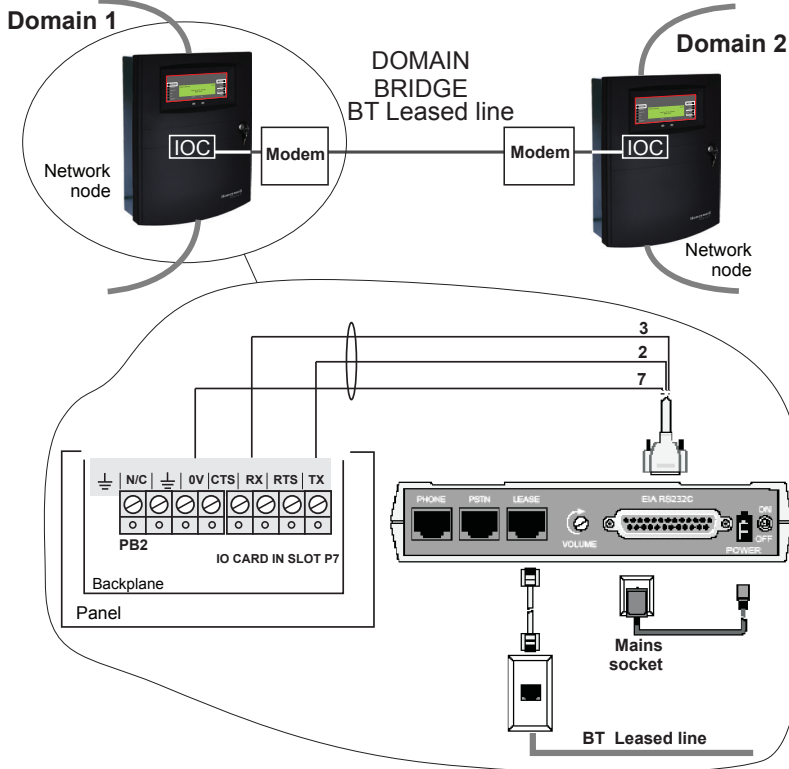 Domain 1
Domain 2
DOMAIN
BRIDGE
BT Leased line
IOC
Modem
Modem
IOC
Network
node
Network
node
3
2
7
N/C
0V
CTS
RX
RTS
TX
PB2
IO CARD IN SLOT P7
Backplane
Panel
PHONE
PSTN
LEASE
VOLUME
EIA RS232C
ON
OFF
POWER
Mains
socket
BT Leased line